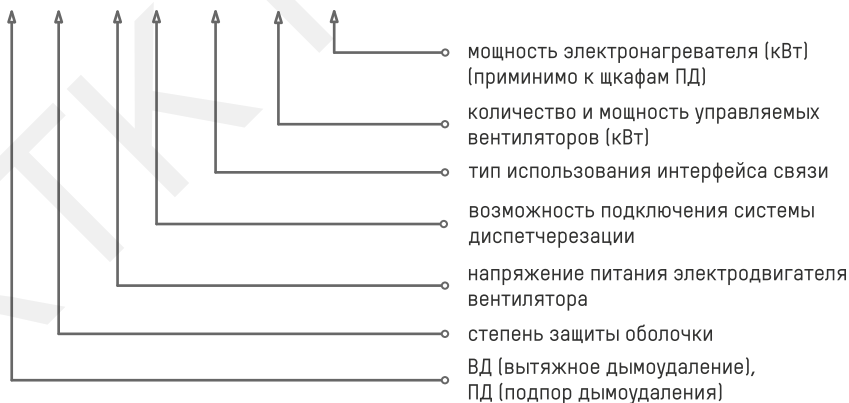 мощность электронагревателя (кВт)
(приминимо к щкафам ПД)
количество и мощность управляемых
вентиляторов (кВт)
тип использования интерфейса связи
возможность подключения системы
диспетчерезации
напряжение питания электродвигателя
вентилятора
степень защиты оболочки
ВД (вытяжное дымоудаление),
ПД (подпор дымоудаления)